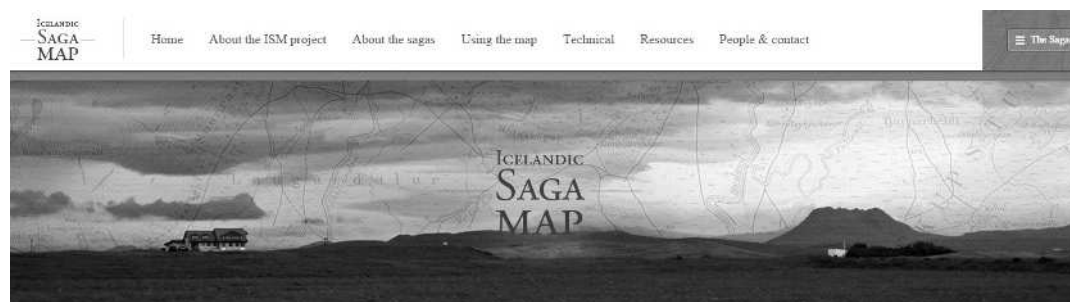 ICELANDIC
SAGA
MAP
Home About the ISM project About the sagas Using the map Technical Resources People & contact
☰ The Saga
ICELANDIC
SAGA
MAP